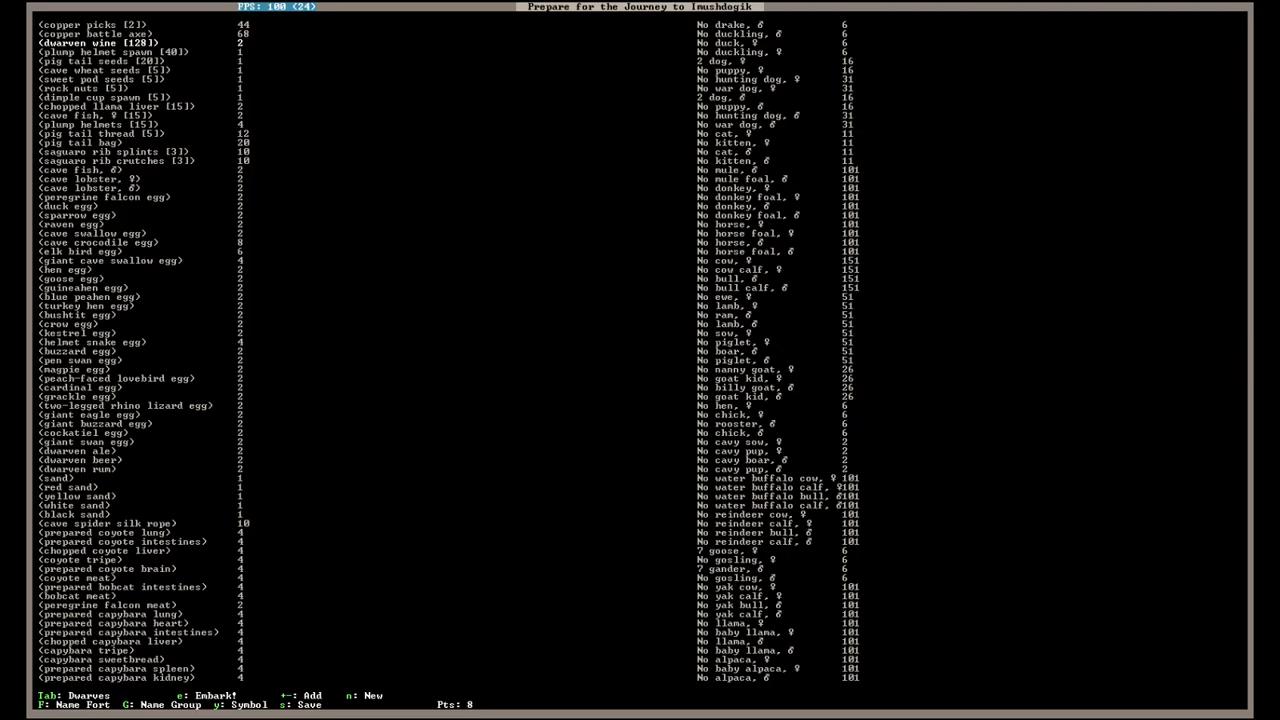 FPS: 100 (24)
Prepare for the Journey to Imushdogik
(copper picks [2]) 44
(copper battle axe) 68
(dwarven wine [128]) 2
(plump helmet spawn [40]) 1
(pig tail seeds [20]) 1
(cave wheat seeds [5]) 1
(sweet pod seeds [5]) 1
(rock nuts [5]) 1
(dimple cup spawn [5]) 1
(chopped llama liver [15]) 2
(cave fish, ♀ [15]) 2
(plump helmets [15]) 4
(pig tail thread [5]) 12
(pig tail bag) 20
(saguaro rib splints [3]) 10
(saguaro rib crutches [3]) 10
(cave fish, ♂) 2
(cave lobster, ♀) 2
(cave lobster, ♂) 2
(peregrine falcon egg) 2
(duck egg) 2
(sparrow egg) 2
(raven egg) 2
(cave swallow egg) 2
(cave crocodile egg) 8
(elk bird egg) 6
(giant cave swallow egg) 4
(hen egg) 2
(goose egg) 2
(guineahen egg) 2
(blue peahen egg) 2
(turkey hen egg) 2
(bushtit egg) 2
(crow egg) 2
(kestrel egg) 2
(helmet snake egg) 4
(buzzard egg) 2
(pen swan egg) 2
(magpie egg) 2
(peach-faced lovebird egg) 2
(cardinal egg) 2
(grackle egg) 2
(two-legged rhino lizard egg) 2
(giant eagle egg) 2
(giant buzzard egg) 2
(cockatiel egg) 2
(giant swan egg) 2
(dwarven ale) 2
(dwarven beer) 2
(dwarven rum) 2
(sand) 1
(red sand) 1
(yellow sand) 1
(white sand) 1
(black sand) 1
(cave spider silk rope) 10
(prepared coyote lung) 4
(prepared coyote intestines) 4
(chopped coyote liver) 4
(coyote tripe) 4
(prepared coyote brain) 4
(coyote meat) 4
(prepared bobcat intestines) 4
(bobcat meat) 4
(peregrine falcon meat) 2
(prepared capybara lung) 4
(prepared capybara heart) 4
(prepared capybara intestines) 4
(chopped capybara liver) 4
(capybara tripe) 4
(capybara sweetbread) 4
(prepared capybara spleen) 4
(prepared capybara kidney) 4
No drake, ♂ 6
No duckling, ♂ 6
No duck, ♀ 6
No duckling, ♀ 6
2 dog, ♀ 16
No puppy, ♀ 16
No hunting dog, ♀ 31
No war dog, ♀ 31
2 dog, ♂ 16
No puppy, ♂ 16
No hunting dog, ♂ 31
No war dog, ♂ 31
No cat, ♀ 11
No kitten, ♀ 11
No cat, ♂ 11
No kitten, ♂ 11
No mule, ♂ 101
No mule foal, ♂ 101
No donkey, ♀ 101
No donkey foal, ♀ 101
No donkey, ♂ 101
No donkey foal, ♂ 101
No horse, ♀ 101
No horse foal, ♀ 101
No horse, ♂ 101
No horse foal, ♂ 101
No cow, ♀ 151
No cow calf, ♀ 151
No bull, ♂ 151
No bull calf, ♂ 151
No ewe, ♀ 51
No lamb, ♀ 51
No ram, ♂ 51
No lamb, ♂ 51
No sow, ♀ 51
No piglet, ♀ 51
No boar, ♂ 51
No piglet, ♂ 51
No nanny goat, ♀ 26
No goat kid, ♀ 26
No billy goat, ♂ 26
No goat kid, ♂ 26
No hen, ♀ 6
No chick, ♀ 6
No rooster, ♂ 6
No chick, ♂ 6
No cavy sow, ♀ 2
No cavy pup, ♀ 2
No cavy boar, ♂ 2
No cavy pup, ♂ 2
No water buffalo cow, ♀ 101
No water buffalo calf, ♀101
No water buffalo bull, ♂101
No water buffalo calf, ♂101
No reindeer cow, ♀ 101
No reindeer calf, ♀ 101
No reindeer bull, ♂ 101
No reindeer calf, ♂ 101
7 goose, ♀ 6
No gosling, ♀ 6
7 gander, ♂ 6
No gosling, ♂ 6
No yak cow, ♀ 101
No yak calf, ♀ 101
No yak bull, ♂ 101
No yak calf, ♂ 101
No llama, ♀ 101
No baby llama, ♀ 101
No llama, ♂ 101
No baby llama, ♂ 101
No alpaca, ♀ 101
No baby alpaca, ♀ 101
No alpaca, ♂ 101
Tab: Dwarves e: Embark! +-: Add n: New
F: Name Fort G: Name Group y: Symbol s: Save Pts: 8